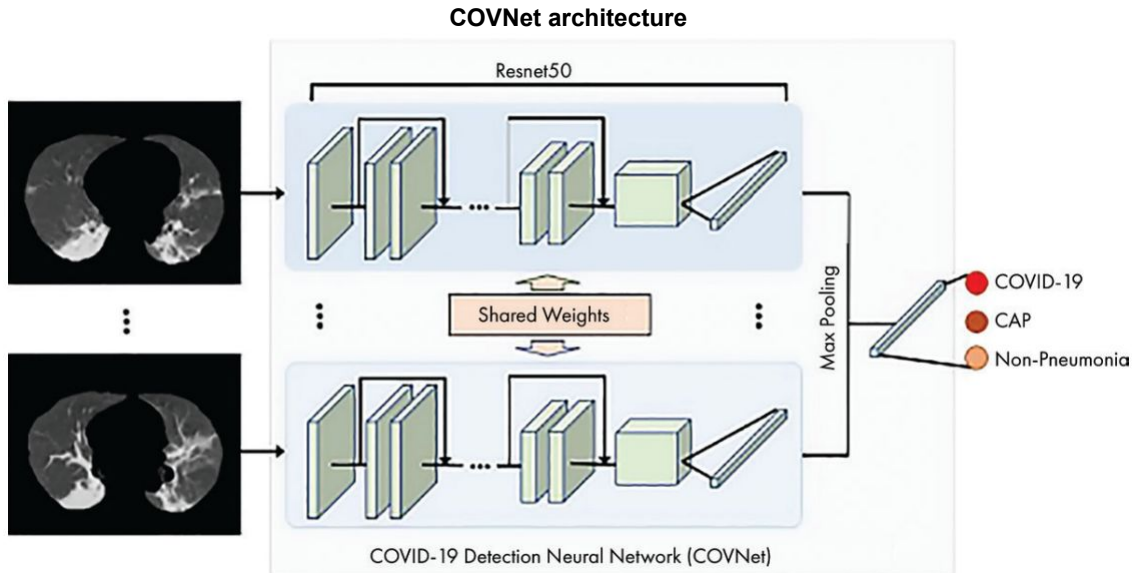 COVNet architecture
Resnet50
Shared Weights
Max Pooling
COVID-19
CAP
Non-Pneumonia
COVID-19 Detection Neural Network (COVNet)